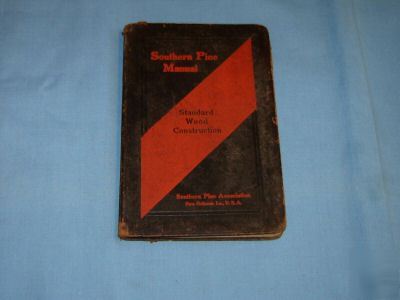 Southern Pine
Manual
Standard
Wood
Construction
Southern Pine Association
New Orleans, La., U. S. A.